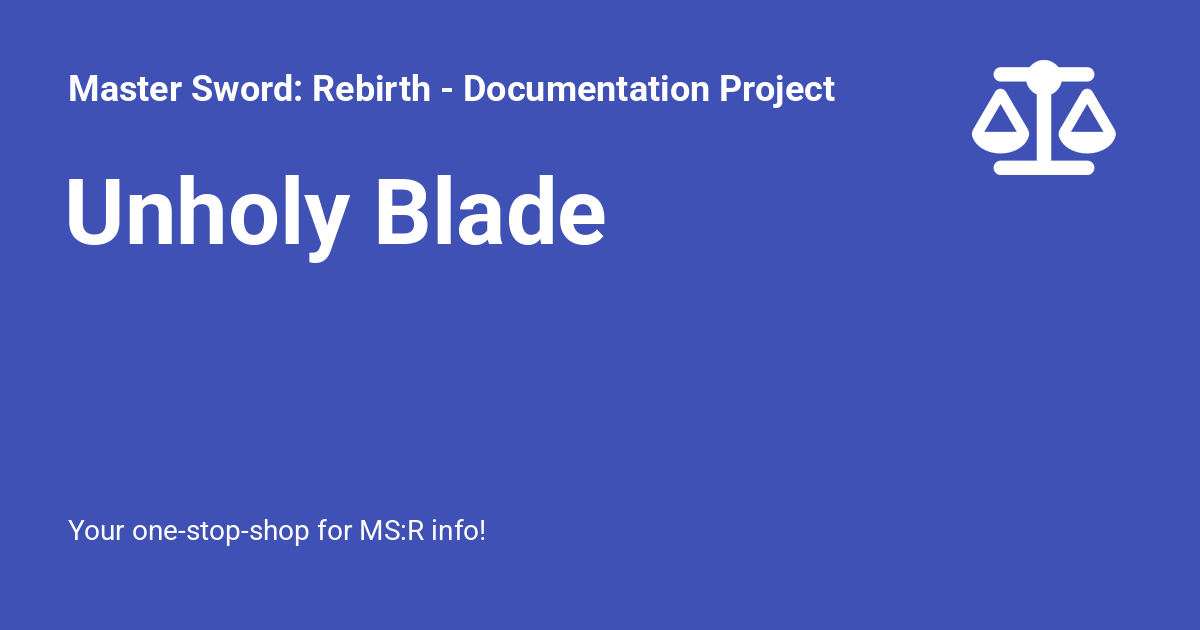 Master Sword: Rebirth - Documentation Project
Unholy Blade
Your one-stop-shop for MS:R info!